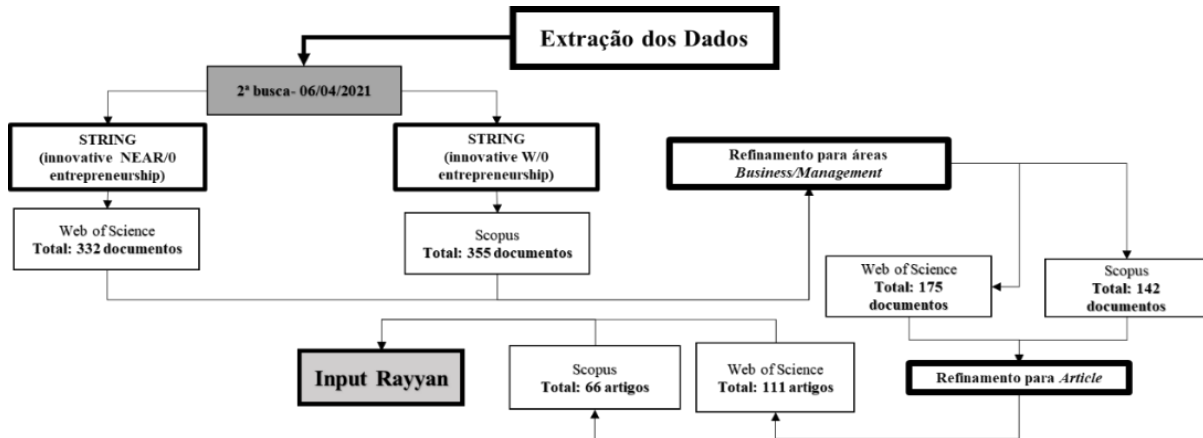 Extração dos Dados
2ª busca- 06/04/2021
STRING
(innovative NEAR/0
entrepreneurship)
STRING
(innovative W/0
entrepreneurship)
Web of Science
Total: 332 documentos
Scopus
Total: 355 documentos
Refinamento para áreas
Business/Management
Web of Science
Total: 175
documentos
Scopus
Total: 142
documentos
Refinamento para Article
Web of Science
Total: 111 artigos
Scopus
Total: 66 artigos
Input Rayyan